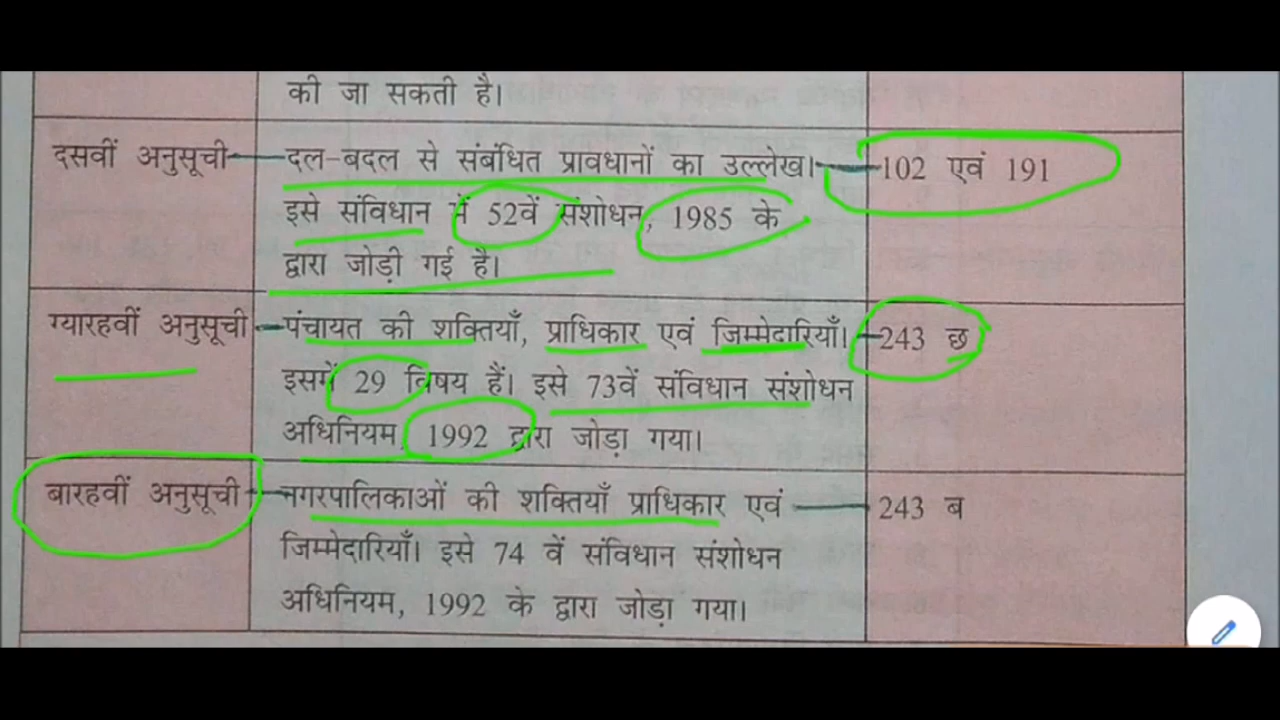 की जा सकती है।
दसवीं अनुसूची
दल-बदल से संबंधित प्रावधानों का उल्लेख।
102 एवं 191
इसे संविधान में 52वें संशोधन, 1985 के
द्वारा जोड़ी गई है।
ग्यारहवीं अनुसूची
पंचायत की शक्तियाँ, प्राधिकार एवं जिम्मेदारियाँ।
243 छ
इसमें 29 विषय हैं। इसे 73वें संविधान संशोधन
अधिनियम, 1992 द्वारा जोड़ा गया।
बारहवीं अनुसूची
नगरपालिकाओं की शक्तियाँ प्राधिकार एवं
243 ब
जिम्मेदारियाँ। इसे 74 वें संविधान संशोधन
अधिनियम, 1992 के द्वारा जोड़ा गया।